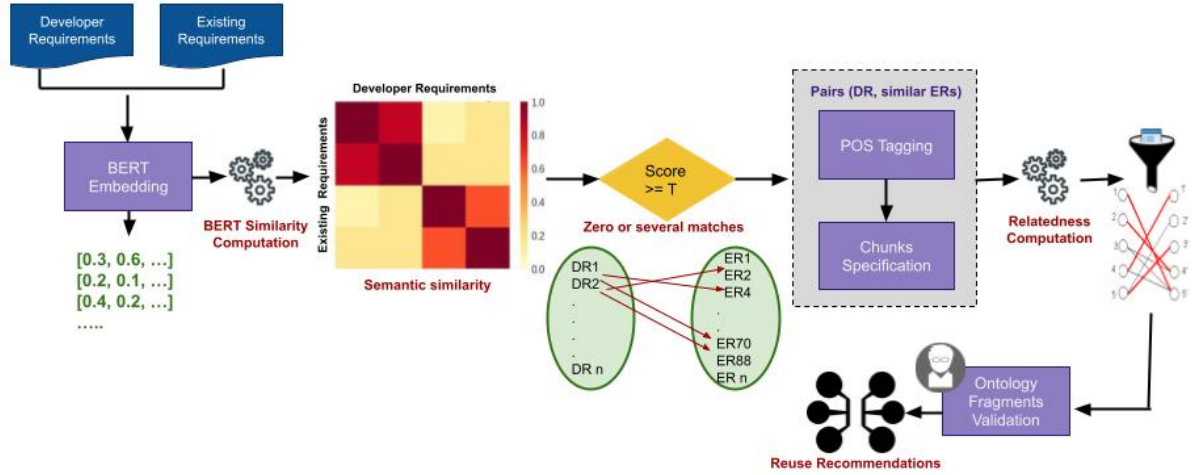 Developer
Requirements
Existing
Requirements
BERT
Embedding
[0.3, 0.6, ...]
[0.2, 0.1, ...]
[0.4, 0.2, ...]
.....
BERT Similarity
Computation
Developer Requirements
Existing Requirements
1.0
0.8
0.6
0.4
0.2
0.0
Semantic similarity
Score
>= T
Zero or several matches
DR1
DR2
.
.
.
.
.
DR n
ER1
ER2
ER4
.
.
ER70
ER88
ER n
Pairs (DR, similar ERs)
POS Tagging
Chunks
Specification
Relatedness
Computation
1
2
3
4
5
2'
3'
4'
5'
Ontology
Fragments
Validation
Reuse Recommendations